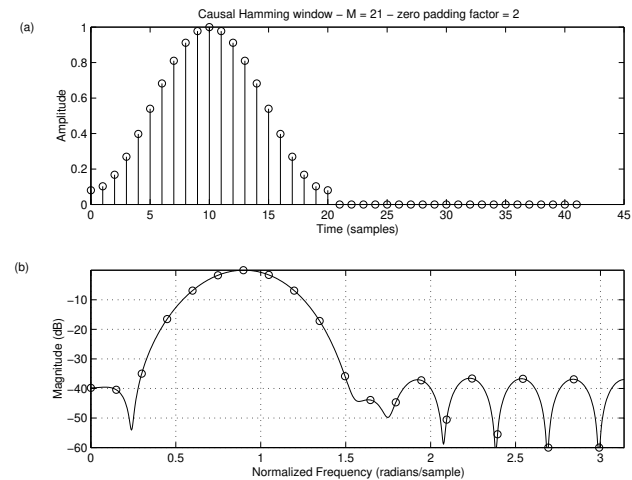 Causal Hamming window – M = 21 – zero padding factor = 2
(a)
1
0.8
0.6
0.4
0.2
0
Amplitude
0 5 10 15 20 25 30 35 40 45
Time (samples)
(b)
−10
−20
−30
−40
−50
−60
Magnitude (dB)
0 0.5 1 1.5 2 2.5 3
Normalized Frequency (radians/sample)